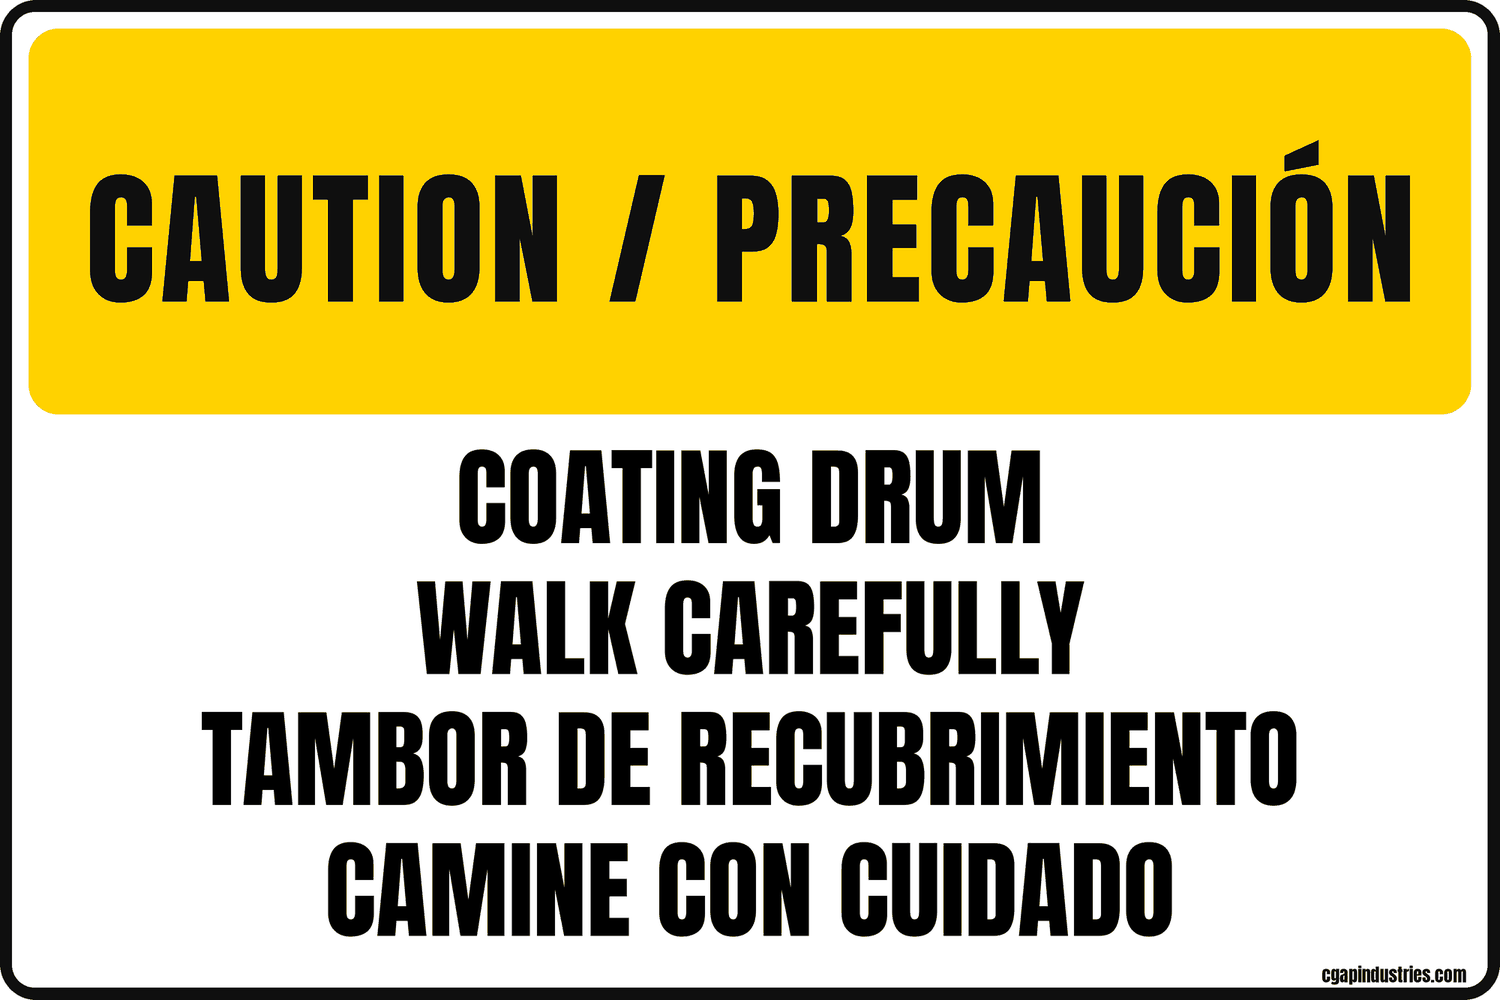 CAUTION / PRECAUCIÓN
COATING DRUM
WALK CAREFULLY
TAMBOR DE RECUBRIMIENTO
CAMINE CON CUIDADO
cgapindustries.com